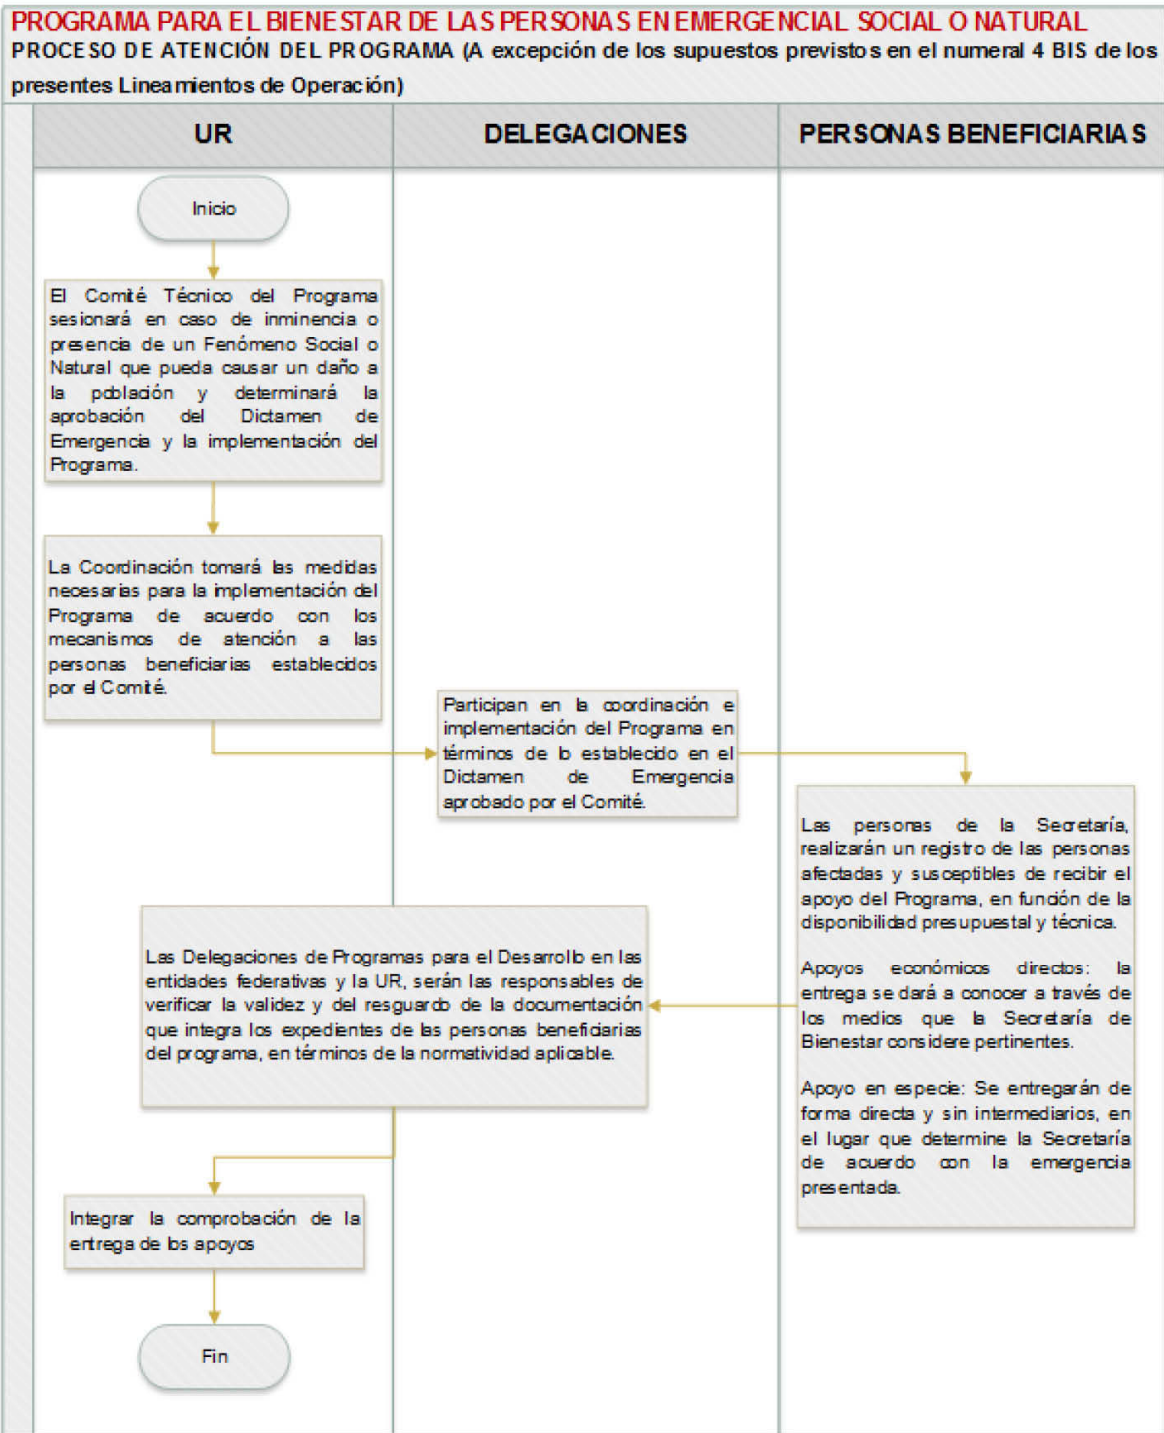 PROGRAMA PARA EL BIENESTAR DE LAS PERSONAS EN EMERGENCIAL SOCIAL O NATURAL
PROCESO DE ATENCIÓN DEL PROGRAMA (A excepción de los supuestos previstos en el numeral 4 BIS de los
presentes Lineamientos de Operación)
UR
DELEGACIONES
PERSONAS BENEFICIARIAS
Inicio
El Comité Técnico del Programa
sesionará en caso de inminencia o
presencia de un Fenómeno Social o
Natural que pueda causar un daño a
la población y determinará la
aprobación del Dictamen de
Emergencia y la implementación del
Programa.
La Coordinación tomará las medidas
necesarias para la implementación del
Programa de acuerdo con los
mecanismos de atención a las
personas beneficiarias establecidos
por el Comité.
Participan en la coordinación e
implementación del Programa en
términos de lo establecido en el
Dictamen de Emergencia
aprobado por el Comité.
Las personas de la Secretaría,
realizarán un registro de las personas
afectadas y susceptibles de recibir el
apoyo del Programa, en función de la
disponibilidad presupuestal y técnica.
Apoyos económicos directos: la
entrega se dará a conocer a través de
los medios que la Secretaría de
Bienestar considere pertinentes.
Apoyo en especie: Se entregarán de
forma directa y sin intermediarios, en
el lugar que determine la Secretaría
de acuerdo con la emergencia
presentada.
Las Delegaciones de Programas para el Desarrollo en las
entidades federativas y la UR, serán las responsables de
verificar la validez y del resguardo de la documentación
que integra los expedientes de las personas beneficiarias
del programa, en términos de la normatividad aplicable.
Integrar la comprobación de la
entrega de los apoyos
Fin